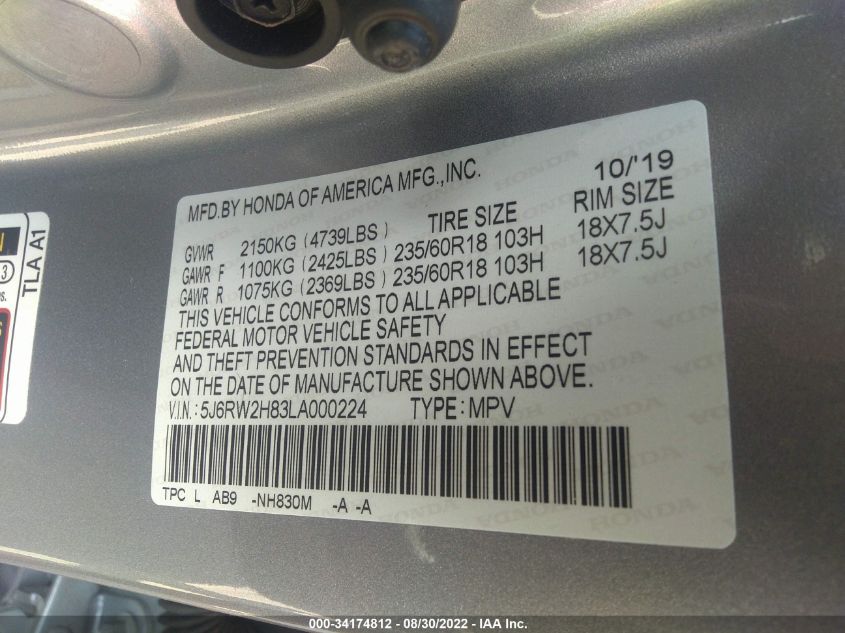 MFD.BY HONDA OF AMERICA MFG.,INC. 10/'19
TIRE SIZE RIM SIZE
GVWR 2150KG (4739LBS)
GAWR F 1100KG (2425LBS) 235/60R18 103H 18X7.5J
GAWR R 1075KG (2369LBS) 235/60R18 103H 18X7.5J
THIS VEHICLE CONFORMS TO ALL APPLICABLE
FEDERAL MOTOR VEHICLE SAFETY
AND THEFT PREVENTION STANDARDS IN EFFECT
ON THE DATE OF MANUFACTURE SHOWN ABOVE.
V.I.N.: 5J6RW2H83LA000224 TYPE: MPV
TPC L AB9 -NH830M -A -A
3
TLA A1
000-34174812 - 08/30/2022 - IAA Inc.